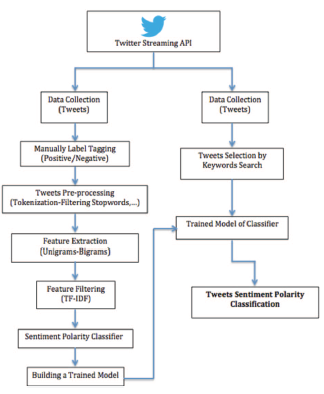 Twitter Streaming API
Data Collection
(Tweets)
Manually Label Tagging
(Positive/Negative)
Tweets Pre-processing
(Tokenization-Filtering Stopwords,...)
Feature Extraction
(Unigrams-Bigrams)
Feature Filtering
(TF-IDF)
Sentiment Polarity Classifier
Building a Trained Model
Data Collection
(Tweets)
Tweets Selection by
Keywords Search
Trained Model of Classifier
Tweets Sentiment Polarity
Classification